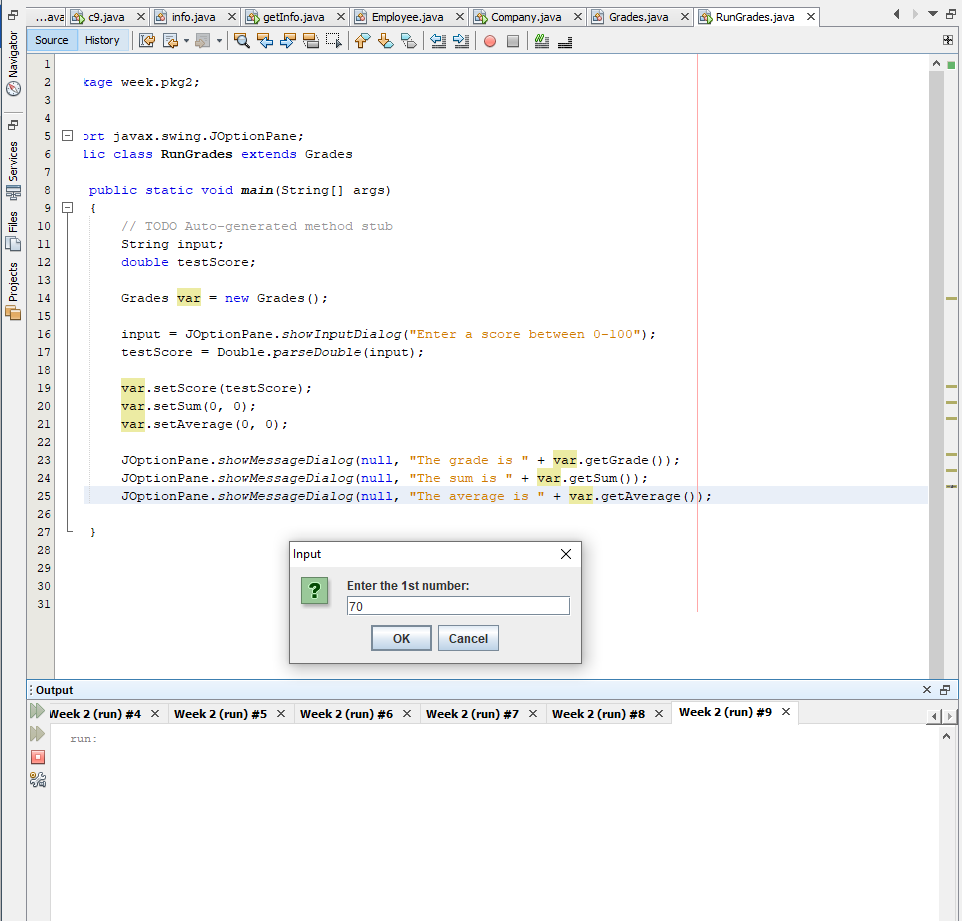 ...ava c9.java info.java getInfo.java Employee.java Company.java Grades.java RunGrades.java
Source History
Navigator
Services
Files
Projects
1
2 kage week.pkg2;
3
4
5 ort javax.swing.JOptionPane;
6 lic class RunGrades extends Grades
7
8 public static void main(String[] args)
9 {
10 // TODO Auto-generated method stub
11 String input;
12 double testScore;
13
14 Grades var = new Grades();
15
16 input = JOptionPane.showInputDialog("Enter a score between 0-100");
17 testScore = Double.parseDouble(input);
18
19 var.setScore(testScore);
20 var.setSum(0, 0);
21 var.setAverage(0, 0);
22
23 JOptionPane.showMessageDialog(null, "The grade is " + var.getGrade());
24 JOptionPane.showMessageDialog(null, "The sum is " + var.getSum());
25 JOptionPane.showMessageDialog(null, "The average is " + var.getAverage());
26
27 }
28
29
30
31
Input
Enter the 1st number:
70
OK Cancel
Output
Week 2 (run) #4 Week 2 (run) #5 Week 2 (run) #6 Week 2 (run) #7 Week 2 (run) #8 Week 2 (run) #9
run: